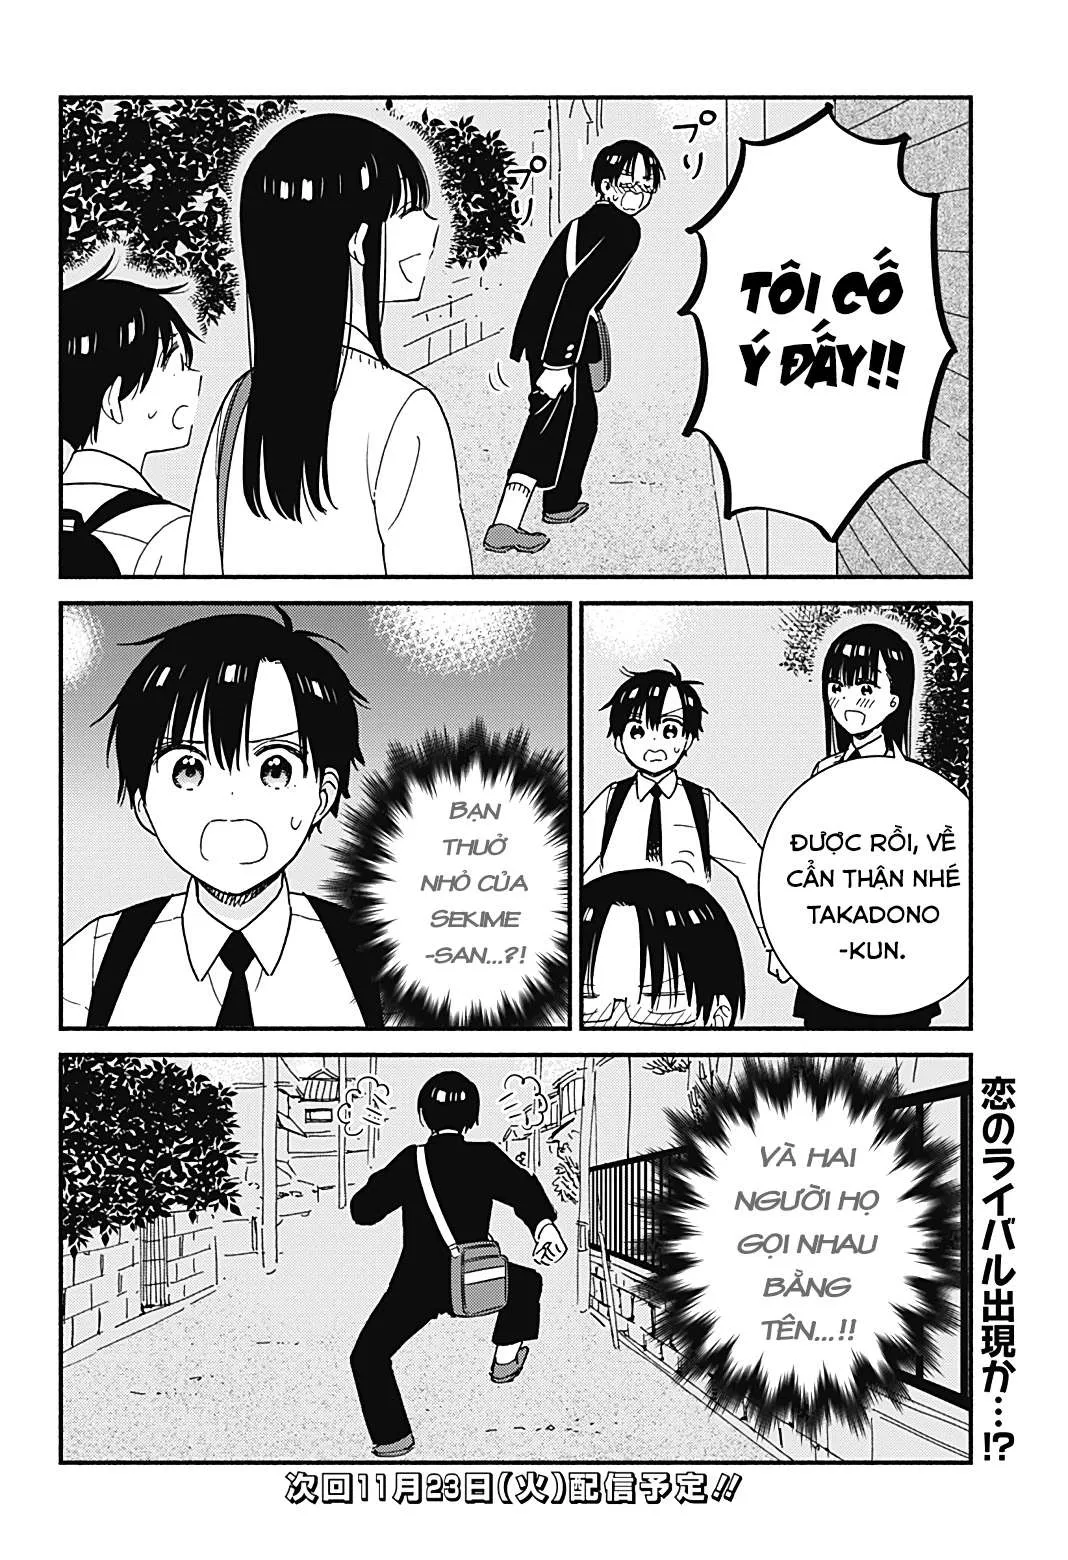 プリ
プリ
TÔI CỐ
Ý ĐẤY!!
ĐƯỢC RỒI, VỀ
CẨN THẬN NHÉ
TAKADONO
-KUN.
BẠN
THUỞ
NHỎ CỦA
SEKIME
-SAN...?!
VÀ HAI
NGƯỜI HỌ
GỌI NHAU
BẰNG
TÊN...!!
恋のライバル出現か…!?
次回11月23日(火)配信予定!!